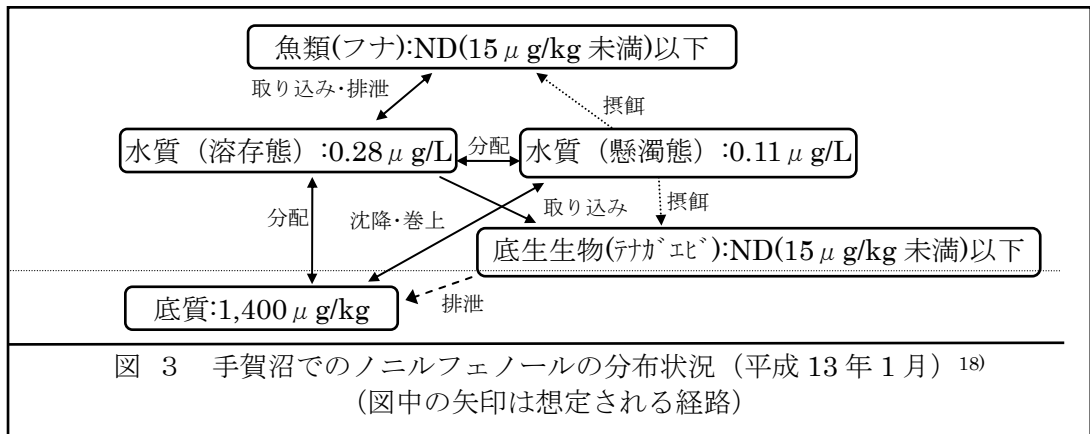 魚類(フナ):ND(15μg/kg 未満)以下
取り込み・排泄
摂餌
水質（溶存態）:0.28μg/L
分配
水質（懸濁態）:0.11μg/L
分配
沈降・巻上
取り込み
摂餌
底生生物(ﾃﾅｶﾞｴﾋﾞ):ND(15μg/kg 未満)以下
底質:1,400μg/kg
排泄
図 3 手賀沼でのノニルフェノールの分布状況（平成 13 年 1 月）18)
（図中の矢印は想定される経路）